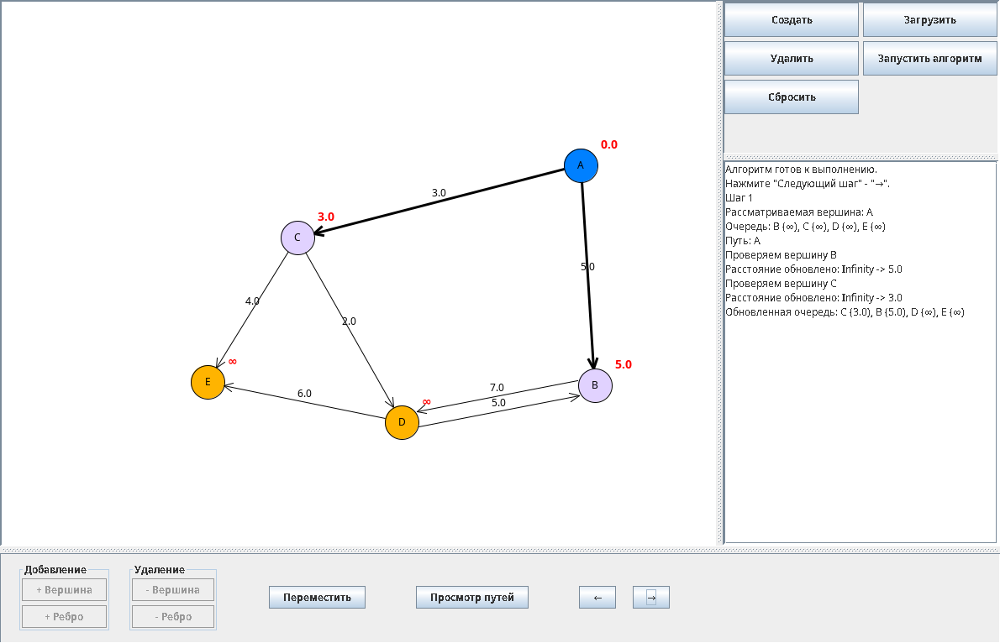 Создать
Загрузить
Удалить
Запустить алгоритм
Сбросить
0.0
A
3.0
3.0
C
5.0
4.0
2.0
∞
5.0
E
7.0
B
6.0
∞
5.0
D
Алгоритм готов к выполнению.
Нажмите "Следующий шаг" - "→".
Шаг 1
Рассматриваемая вершина: A
Очередь: B (∞), C (∞), D (∞), E (∞)
Путь: A
Проверяем вершину B
Расстояние обновлено: Infinity -> 5.0
Проверяем вершину C
Расстояние обновлено: Infinity -> 3.0
Обновленная очередь: C (3.0), B (5.0), D (∞), E (∞)
Добавление
+ Вершина
+ Ребро
Удаление
- Вершина
- Ребро
Переместить
Просмотр путей
←
→